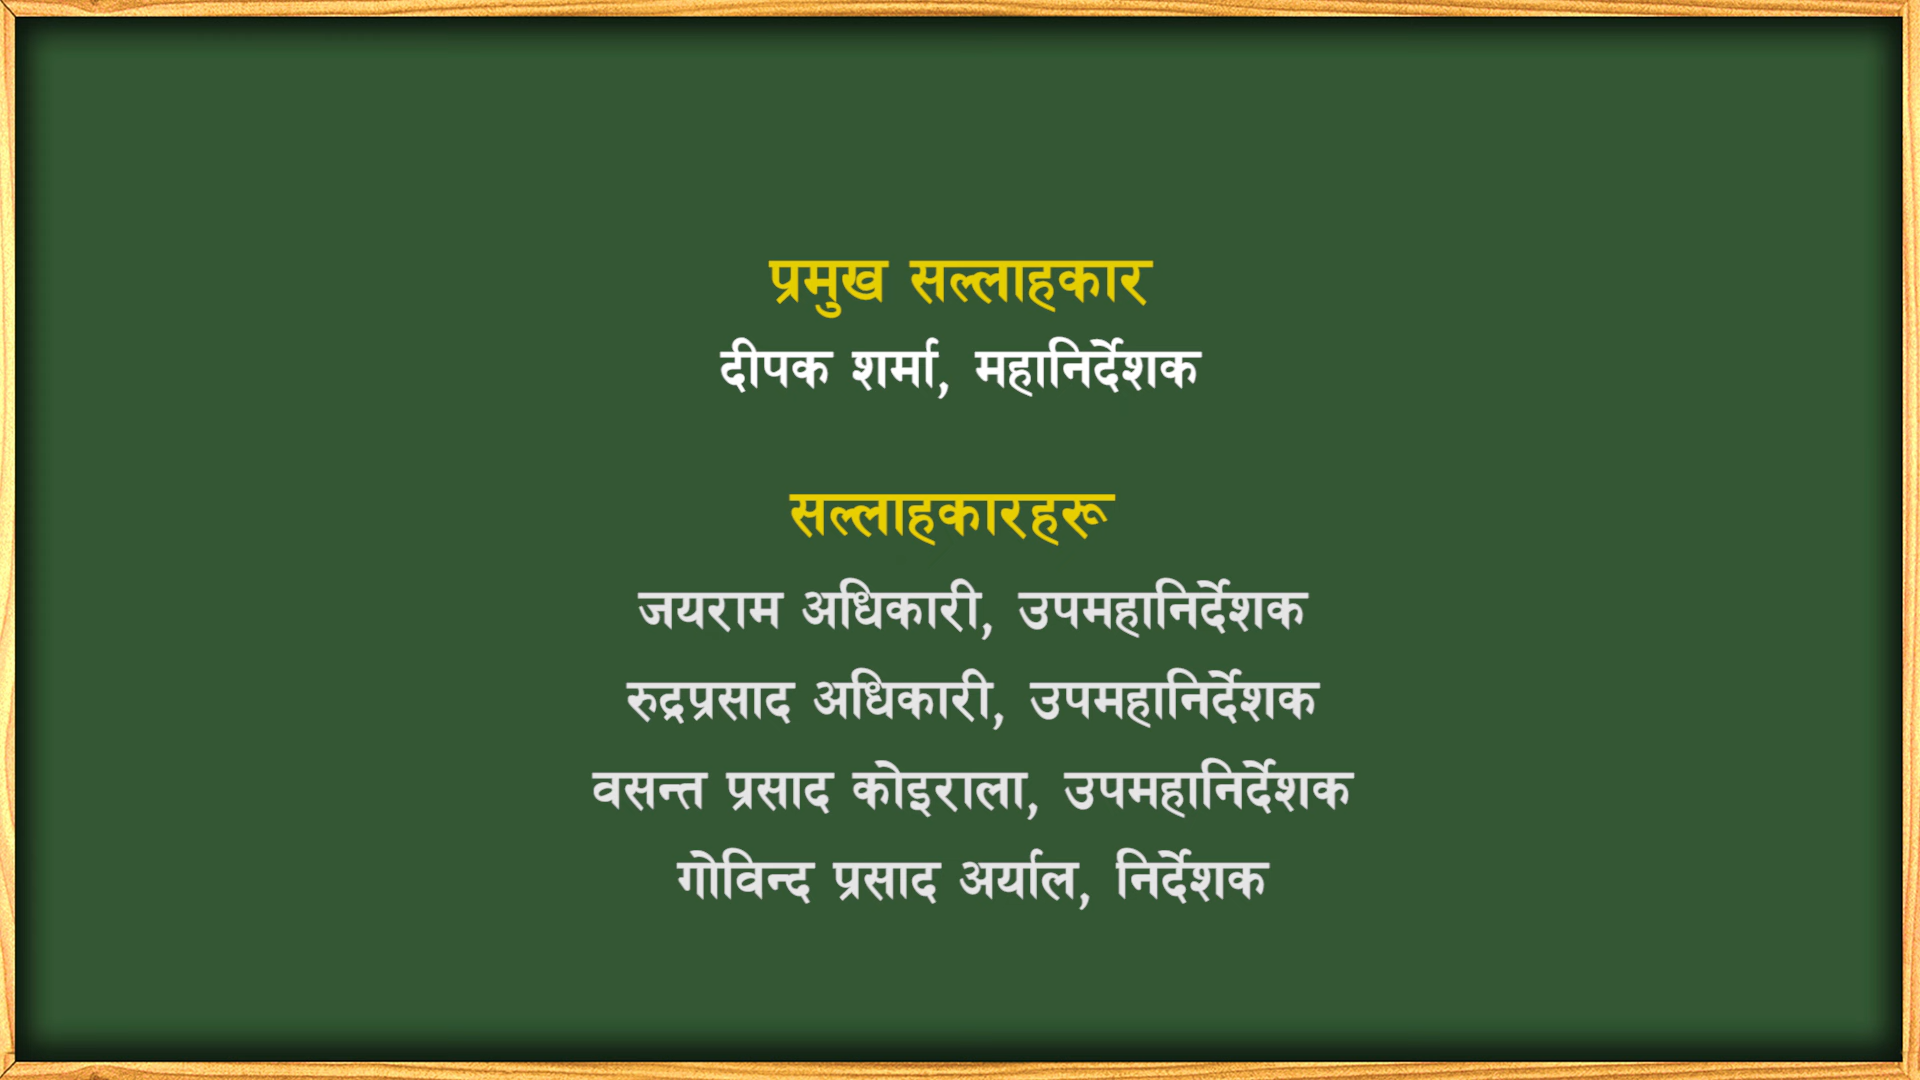 प्रमुख सल्लाहकार
दीपक शर्मा, महानिर्देशक
सल्लाहकारहरू
जयराम अधिकारी, उपमहानिर्देशक
रुद्रप्रसाद अधिकारी, उपमहानिर्देशक
वसन्त प्रसाद कोइराला, उपमहानिर्देशक
गोविन्द प्रसाद अर्याल, निर्देशक